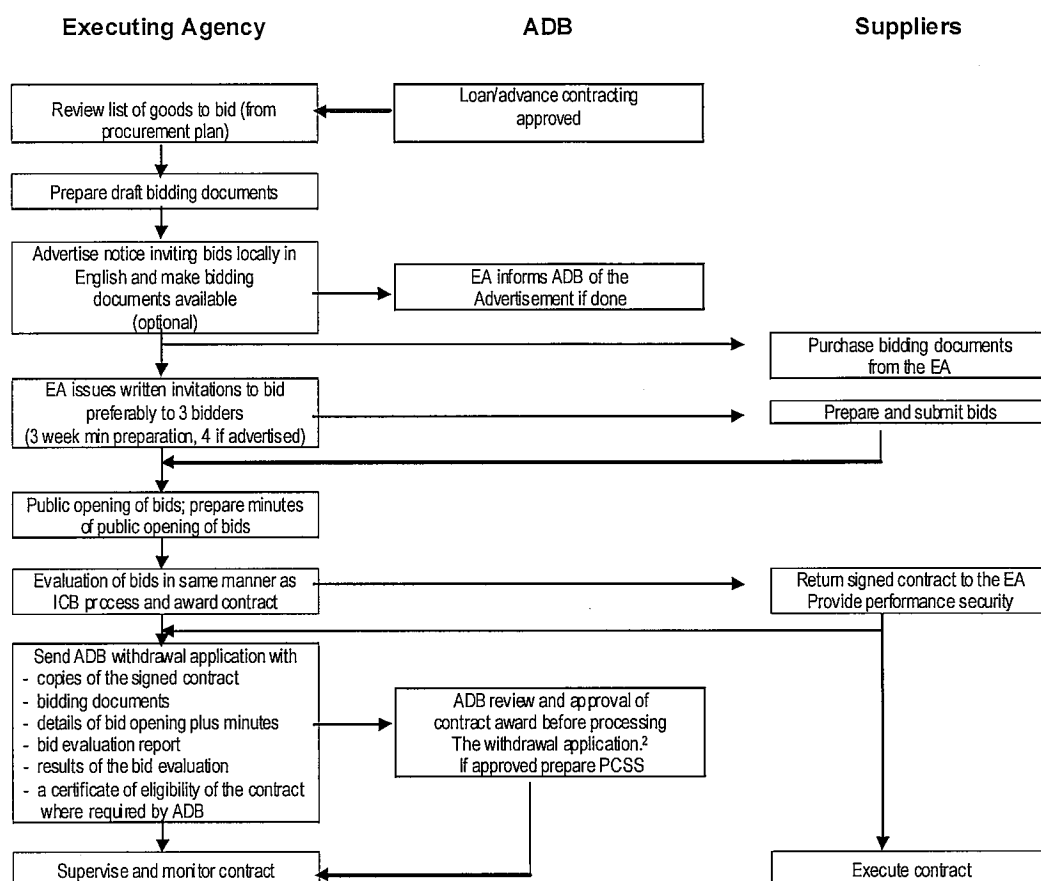 Executing Agency
ADB
Suppliers
Review list of goods to bid (from
procurement plan)
Loan/advance contracting
approved
Prepare draft bidding documents
Advertise notice inviting bids locally in
English and make bidding
documents available
(optional)
EA informs ADB of the
Advertisement if done
Purchase bidding documents
from the EA
EA issues written invitations to bid
preferably to 3 bidders
(3 week min preparation, 4 if advertised)
Prepare and submit bids
Public opening of bids; prepare minutes
of public opening of bids
Evaluation of bids in same manner as
ICB process and award contract
Return signed contract to the EA
Provide performance security
Send ADB withdrawal application with
- copies of the signed contract
- bidding documents
- details of bid opening plus minutes
- bid evaluation report
- results of the bid evaluation
- a certificate of eligibility of the contract
where required by ADB
ADB review and approval of
contract award before processing
The withdrawal application.²
If approved prepare PCSS
Supervise and monitor contract
Execute contract